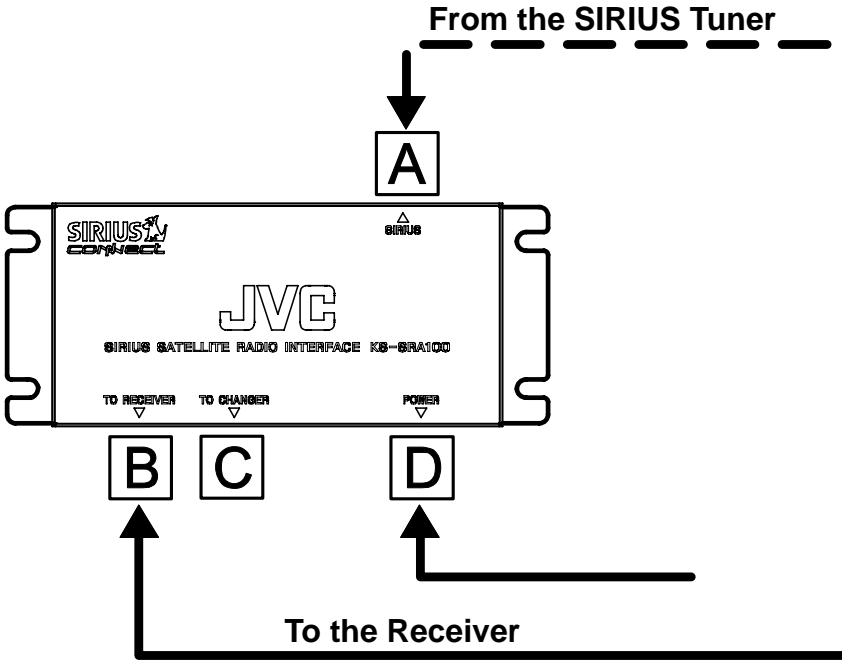 From the SIRIUS Tuner
A
SIRIUS
SIRIUS
connect
JVC
SIRIUS SATELLITE RADIO INTERFACE KS-SRA100
TO RECEIVER TO CHANGER POWER
B C D
To the Receiver